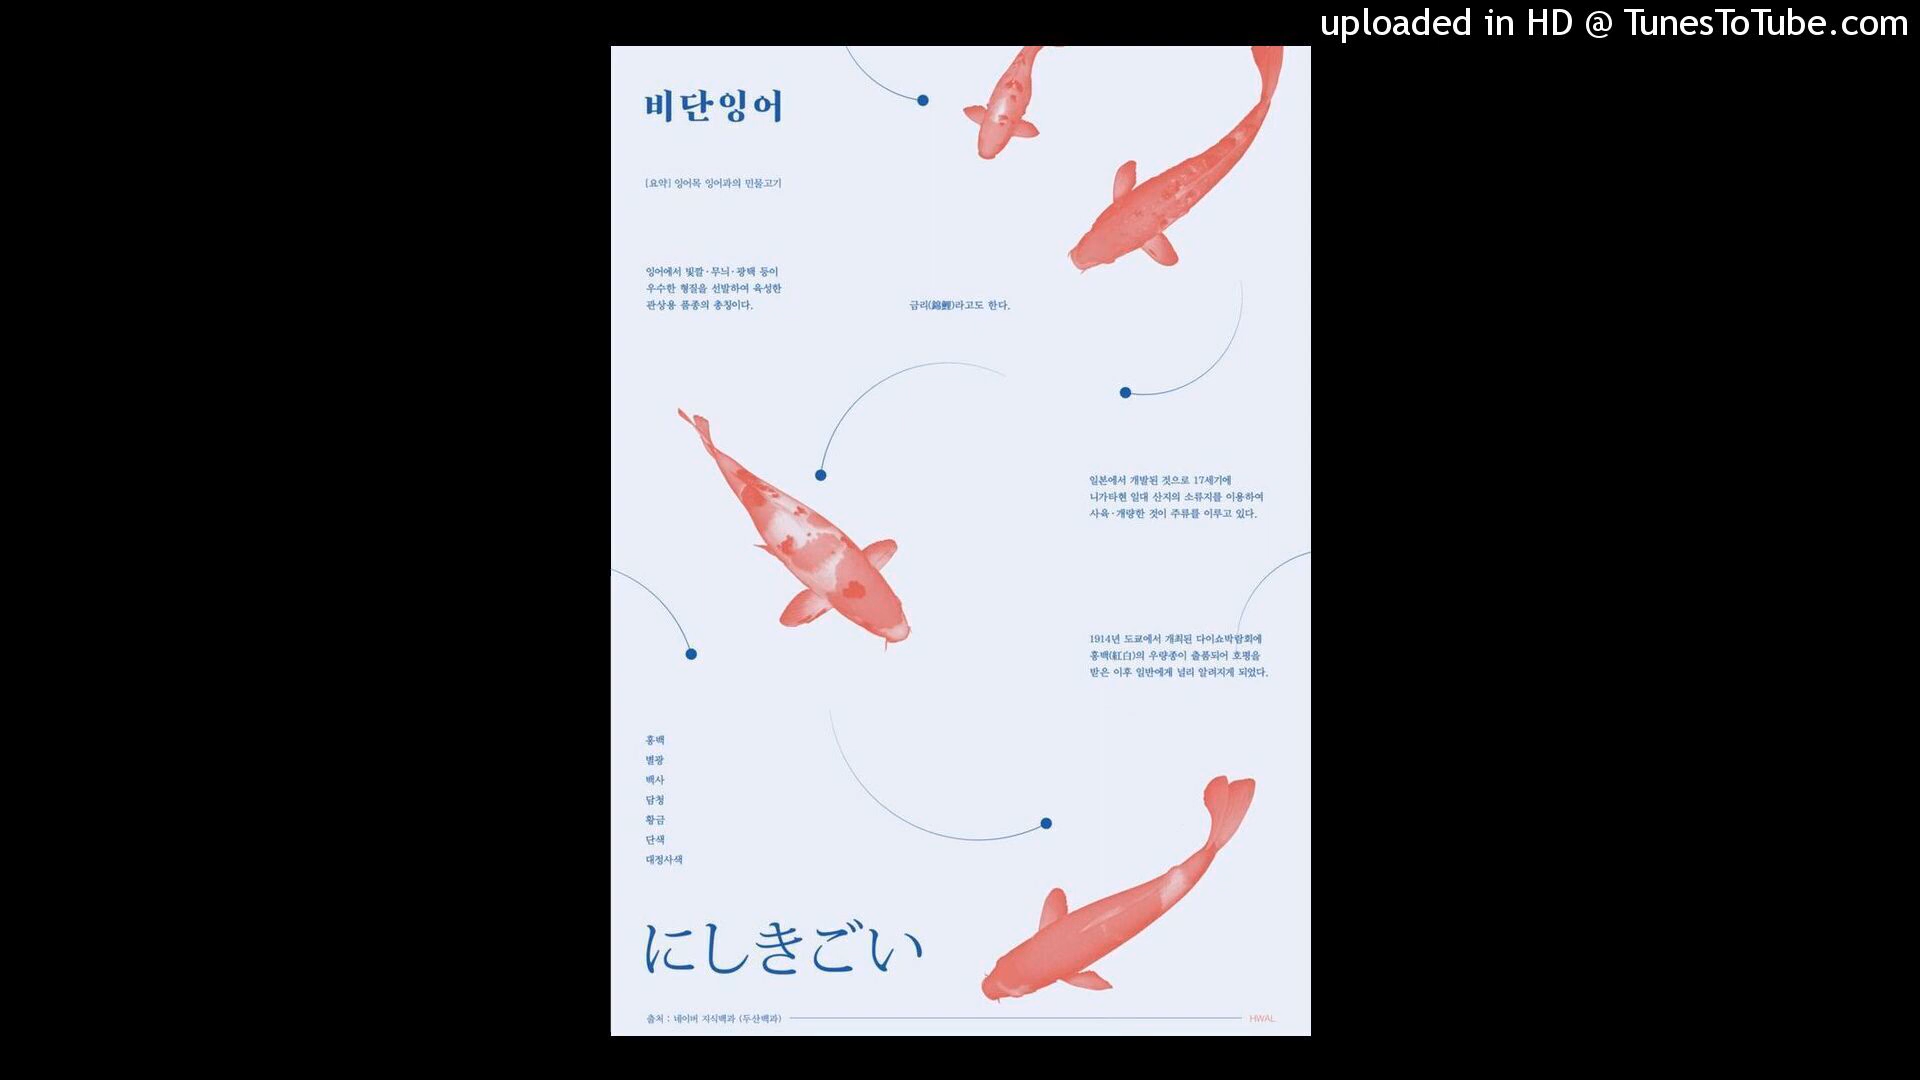 uploaded in HD @ TunesToTube.com
비단잉어
[요약] 잉어목 잉어과의 민물고기
잉어에서 빛깔·무늬·광택 등이
우수한 형질을 선발하여 육성한
관상용 품종의 총칭이다.
금리(錦鯉)라고도 한다.
일본에서 개발된 것으로 17세기에
니가타현 일대 산지의 소류지를 이용하여
사육·개량한 것이 주류를 이루고 있다.
1914년 도쿄에서 개최된 다이쇼박람회에
홍백(紅白)의 우량종이 출품되어 호평을
받은 이후 일반에게 널리 알려지게 되었다.
홍백
별광
백사
담청
황금
단색
대정사색
にしきごい
출처 : 네이버 지식백과 (두산백과)
HWAL